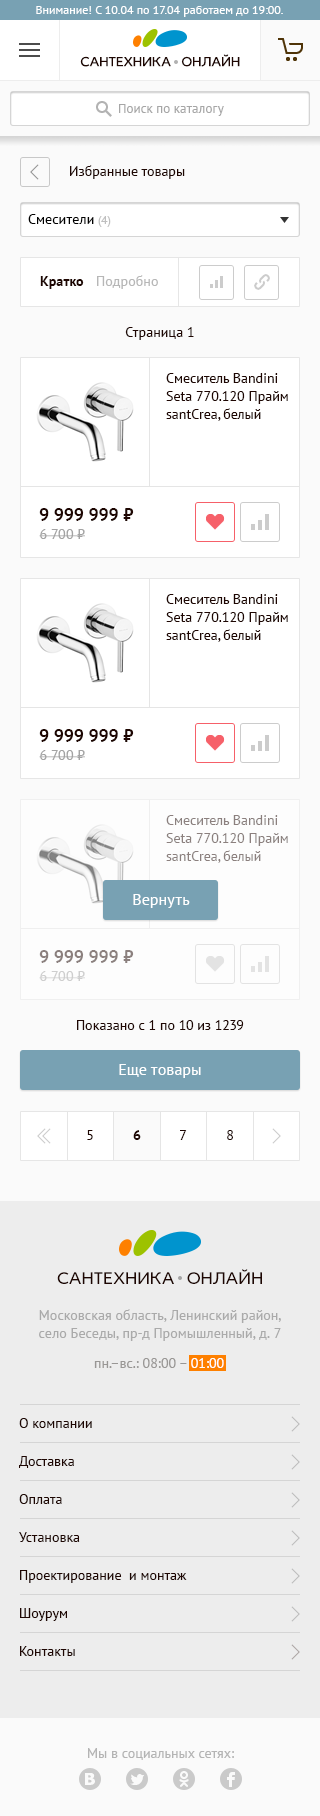 Внимание! С 10.04 по 17.04 работаем до 19:00.
САНТЕХНИКА • ОНЛАЙН
Поиск по каталогу
Избранные товары
Смесители (4)
Кратко Подробно
Страница 1
Смеситель Bandini
Seta 770.120 Прайм
santCrea, белый
9 999 999 ₽
6 700 ₽
Смеситель Bandini
Seta 770.120 Прайм
santCrea, белый
9 999 999 ₽
6 700 ₽
Смеситель Bandini
Seta 770.120 Прайм
santCrea, белый
Вернуть
9 999 999 ₽
6 700 ₽
Показано с 1 по 10 из 1239
Еще товары
5 6 7 8
САНТЕХНИКА • ОНЛАЙН
Московская область, Ленинский район,
село Беседы, пр-д Промышленный, д. 7
пн.–вс.: 08:00 – 01:00
О компании
Доставка
Оплата
Установка
Проектирование и монтаж
Шоурум
Контакты
Мы в социальных сетях: